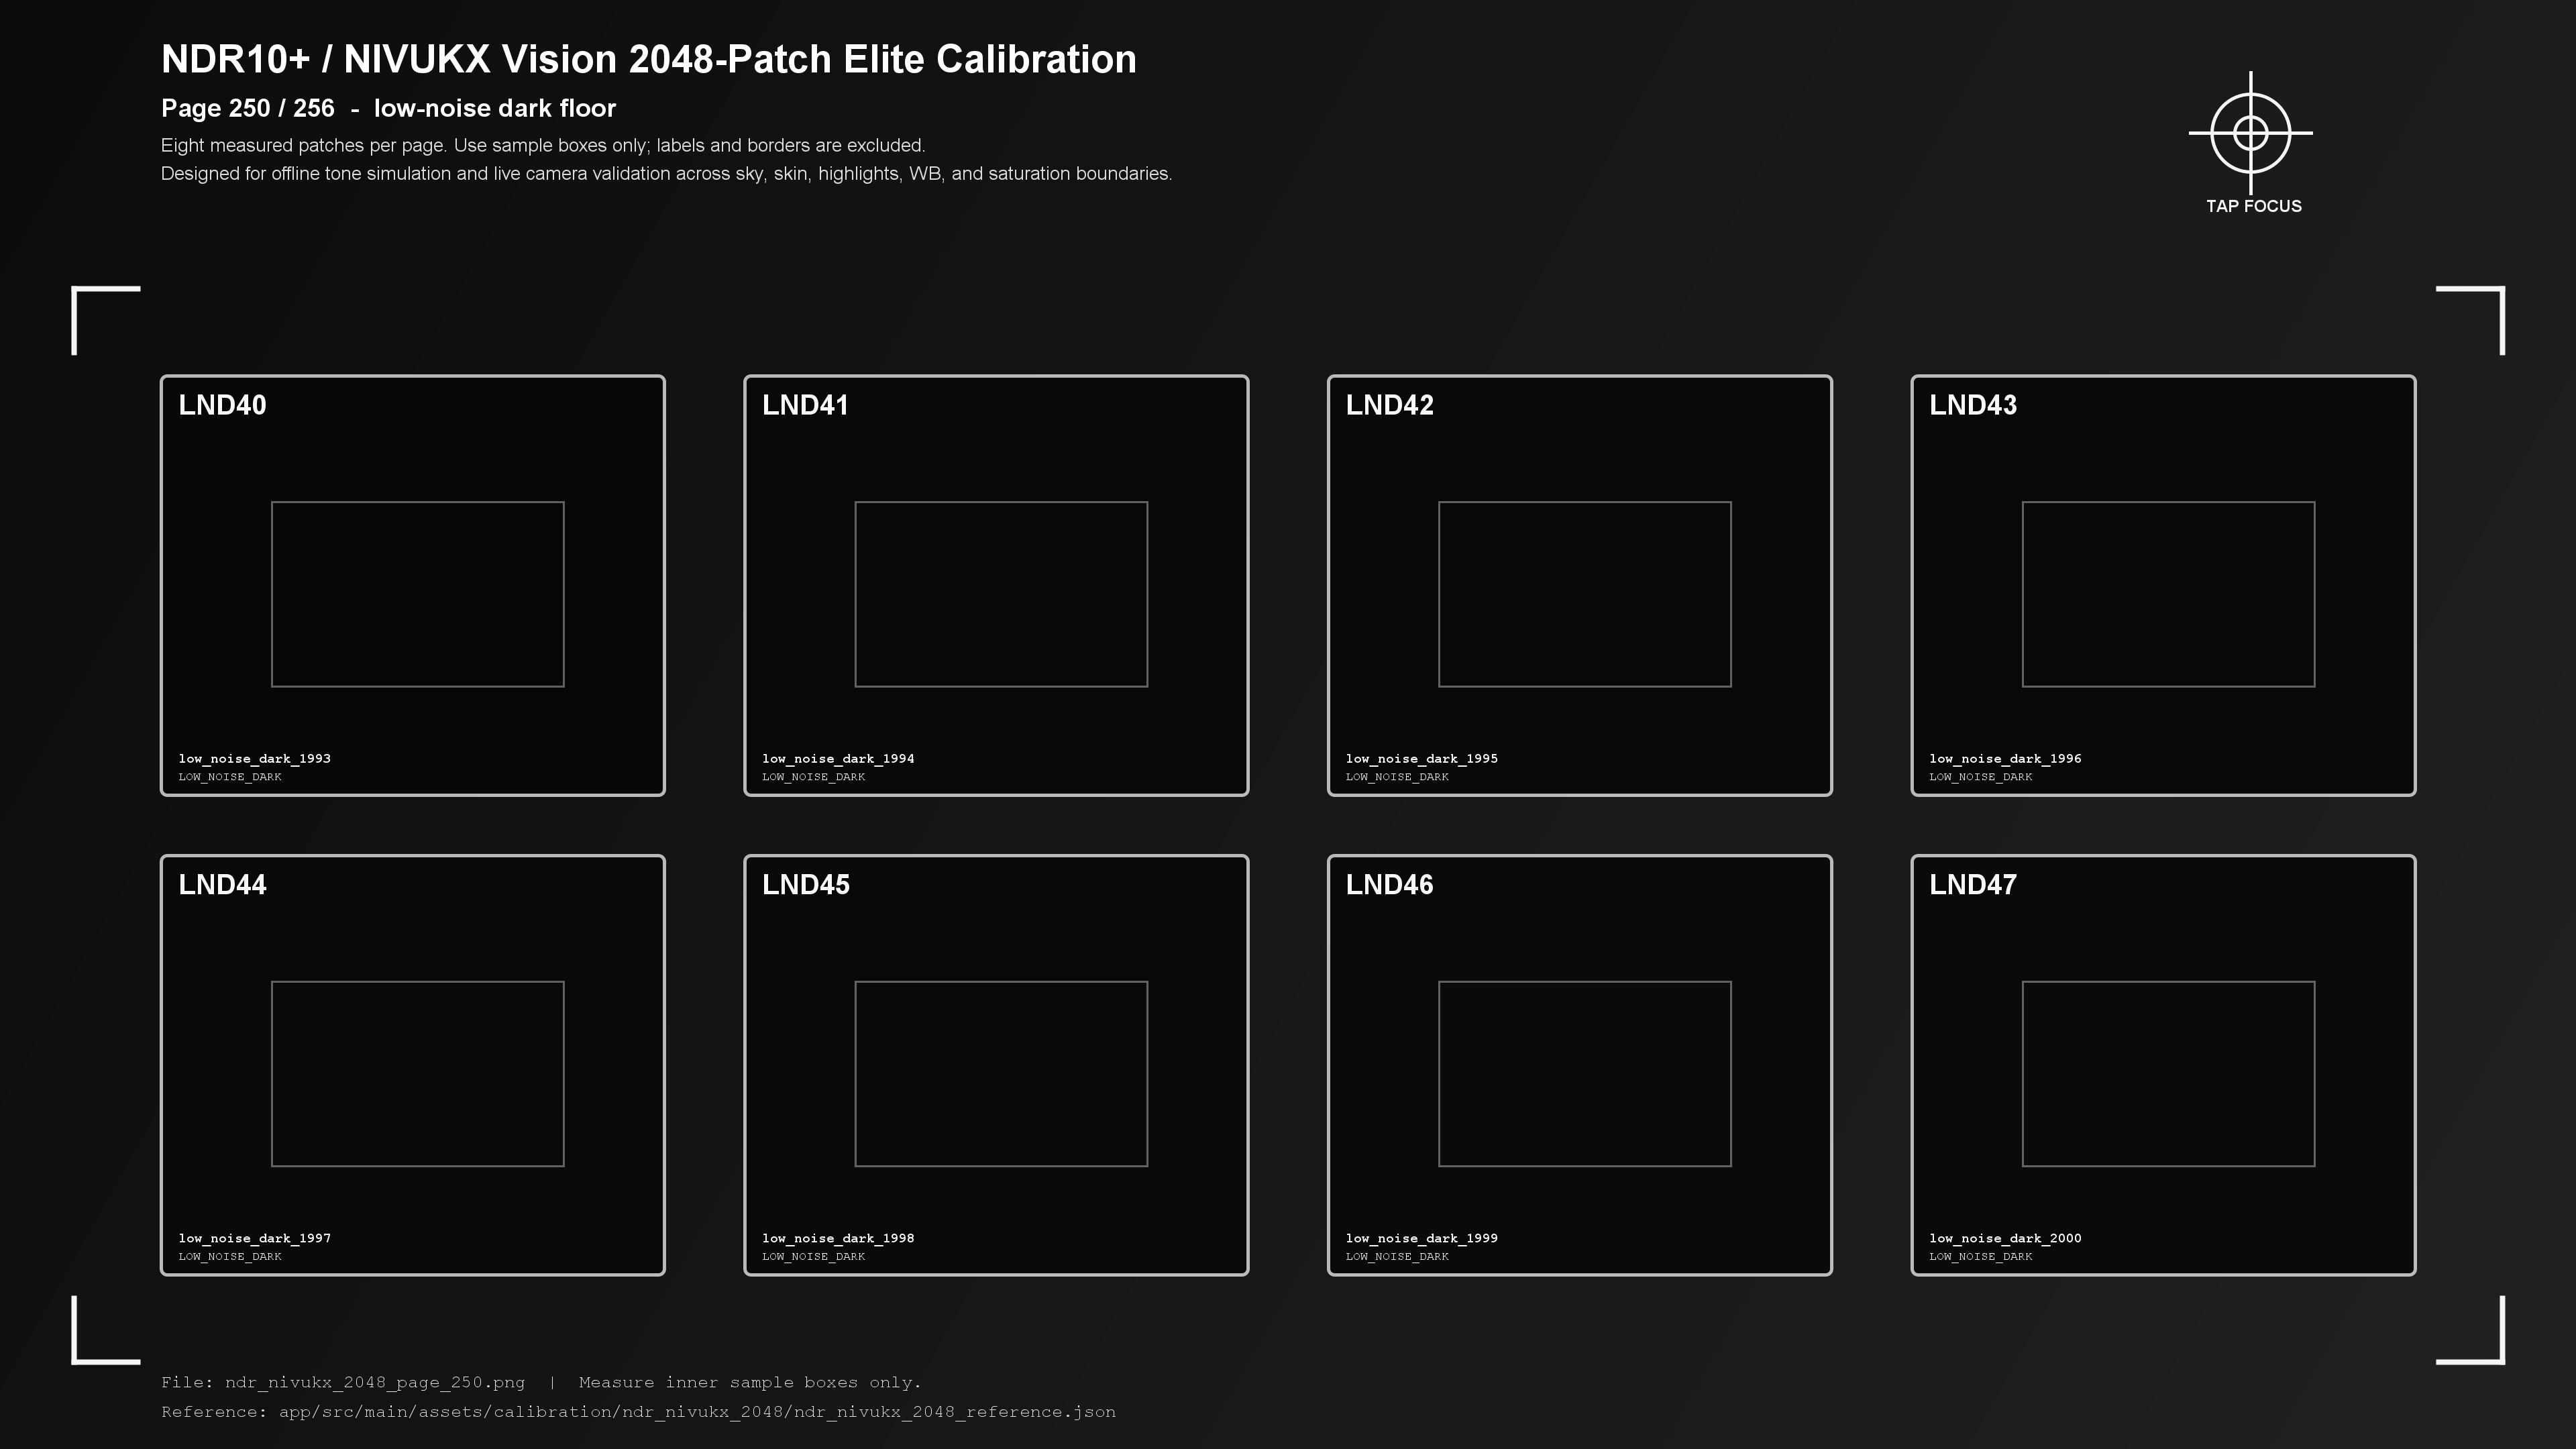 NDR10+ / NIVUKX Vision 2048-Patch Elite Calibration
Page 250 / 256 - low-noise dark floor
Eight measured patches per page. Use sample boxes only; labels and borders are excluded.
Designed for offline tone simulation and live camera validation across sky, skin, highlights, WB, and saturation boundaries.
TAP FOCUS
LND40
low_noise_dark_1993
LOW_NOISE_DARK
LND41
low_noise_dark_1994
LOW_NOISE_DARK
LND42
low_noise_dark_1995
LOW_NOISE_DARK
LND43
low_noise_dark_1996
LOW_NOISE_DARK
LND44
low_noise_dark_1997
LOW_NOISE_DARK
LND45
low_noise_dark_1998
LOW_NOISE_DARK
LND46
low_noise_dark_1999
LOW_NOISE_DARK
LND47
low_noise_dark_2000
LOW_NOISE_DARK
File: ndr_nivukx_2048_page_250.png | Measure inner sample boxes only.
Reference: app/src/main/assets/calibration/ndr_nivukx_2048/ndr_nivukx_2048_reference.json